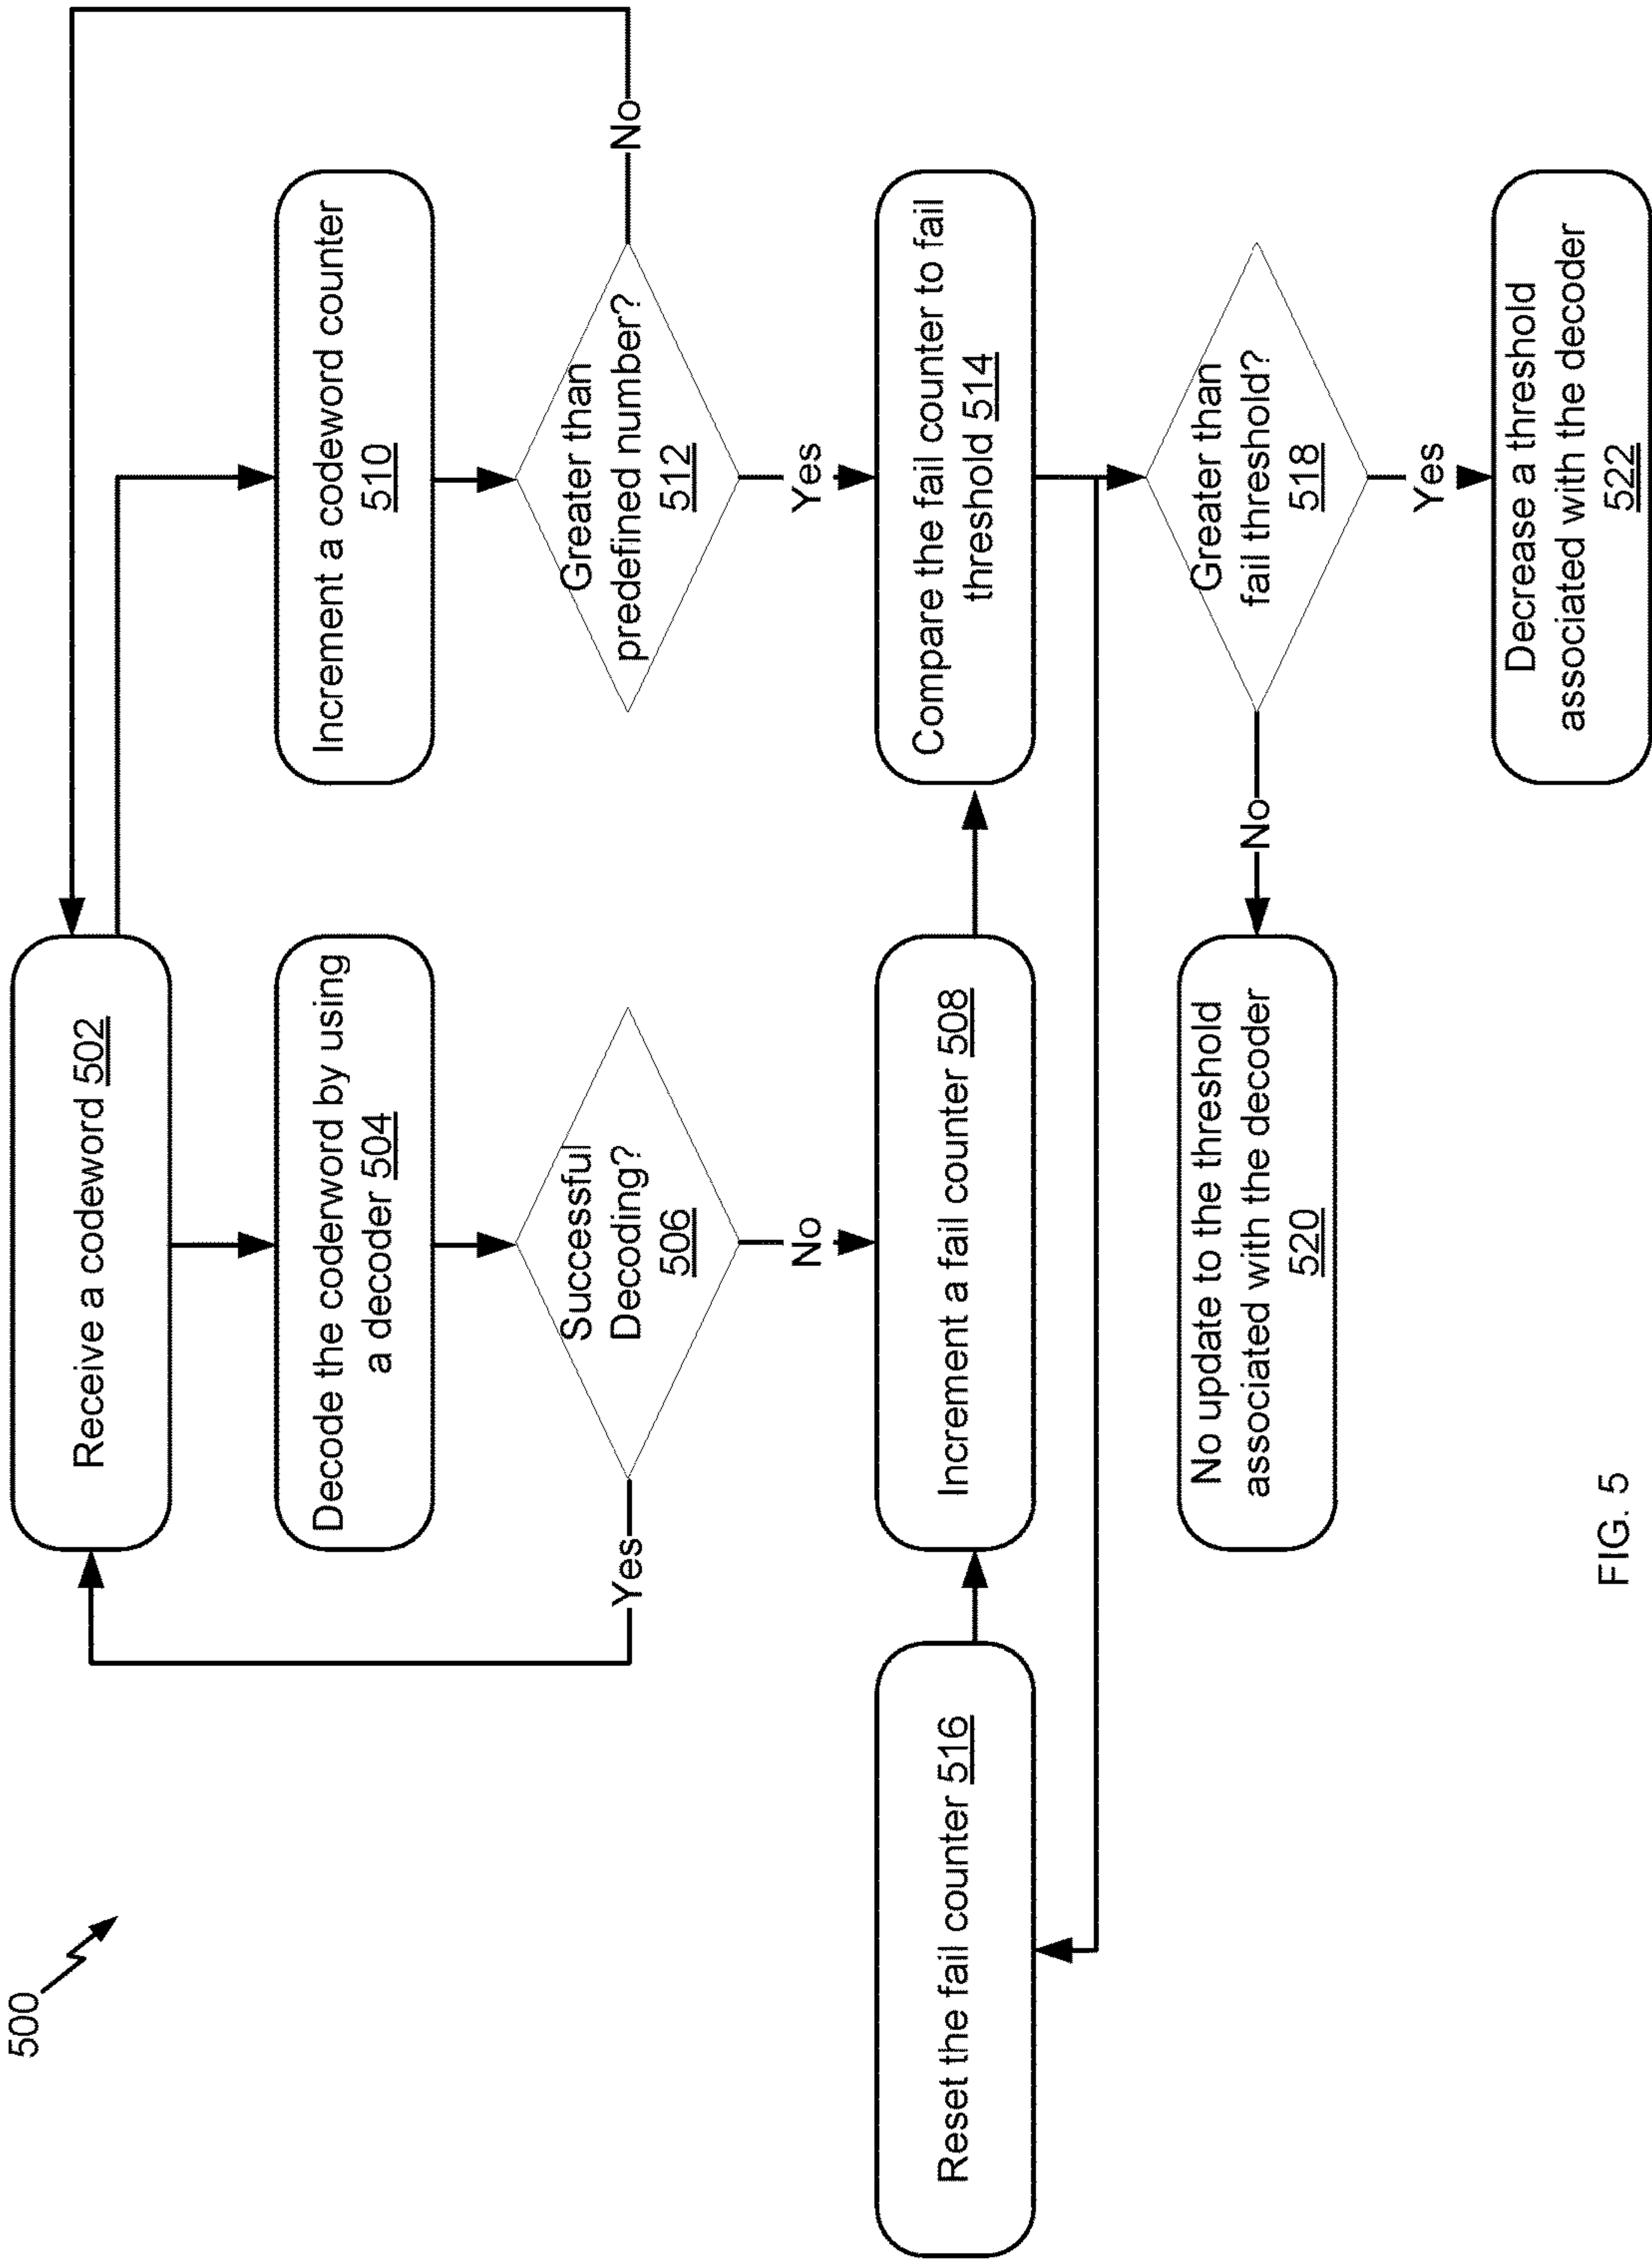 500
Receive a codeword 502
Decode the coderword by using
a decoder 504
Successful
Decoding?
506
Yes
No
Increment a codeword counter
510
Greater than
predefined number?
512
No
Yes
Reset the fail counter 516
Increment a fail counter 508
Compare the fail counter to fail
threshold 514
Greater than
fail threshold?
518
No
Yes
No update to the threshold
associated with the decoder
520
Decrease a threshold
associated with the decoder
522
FIG. 5